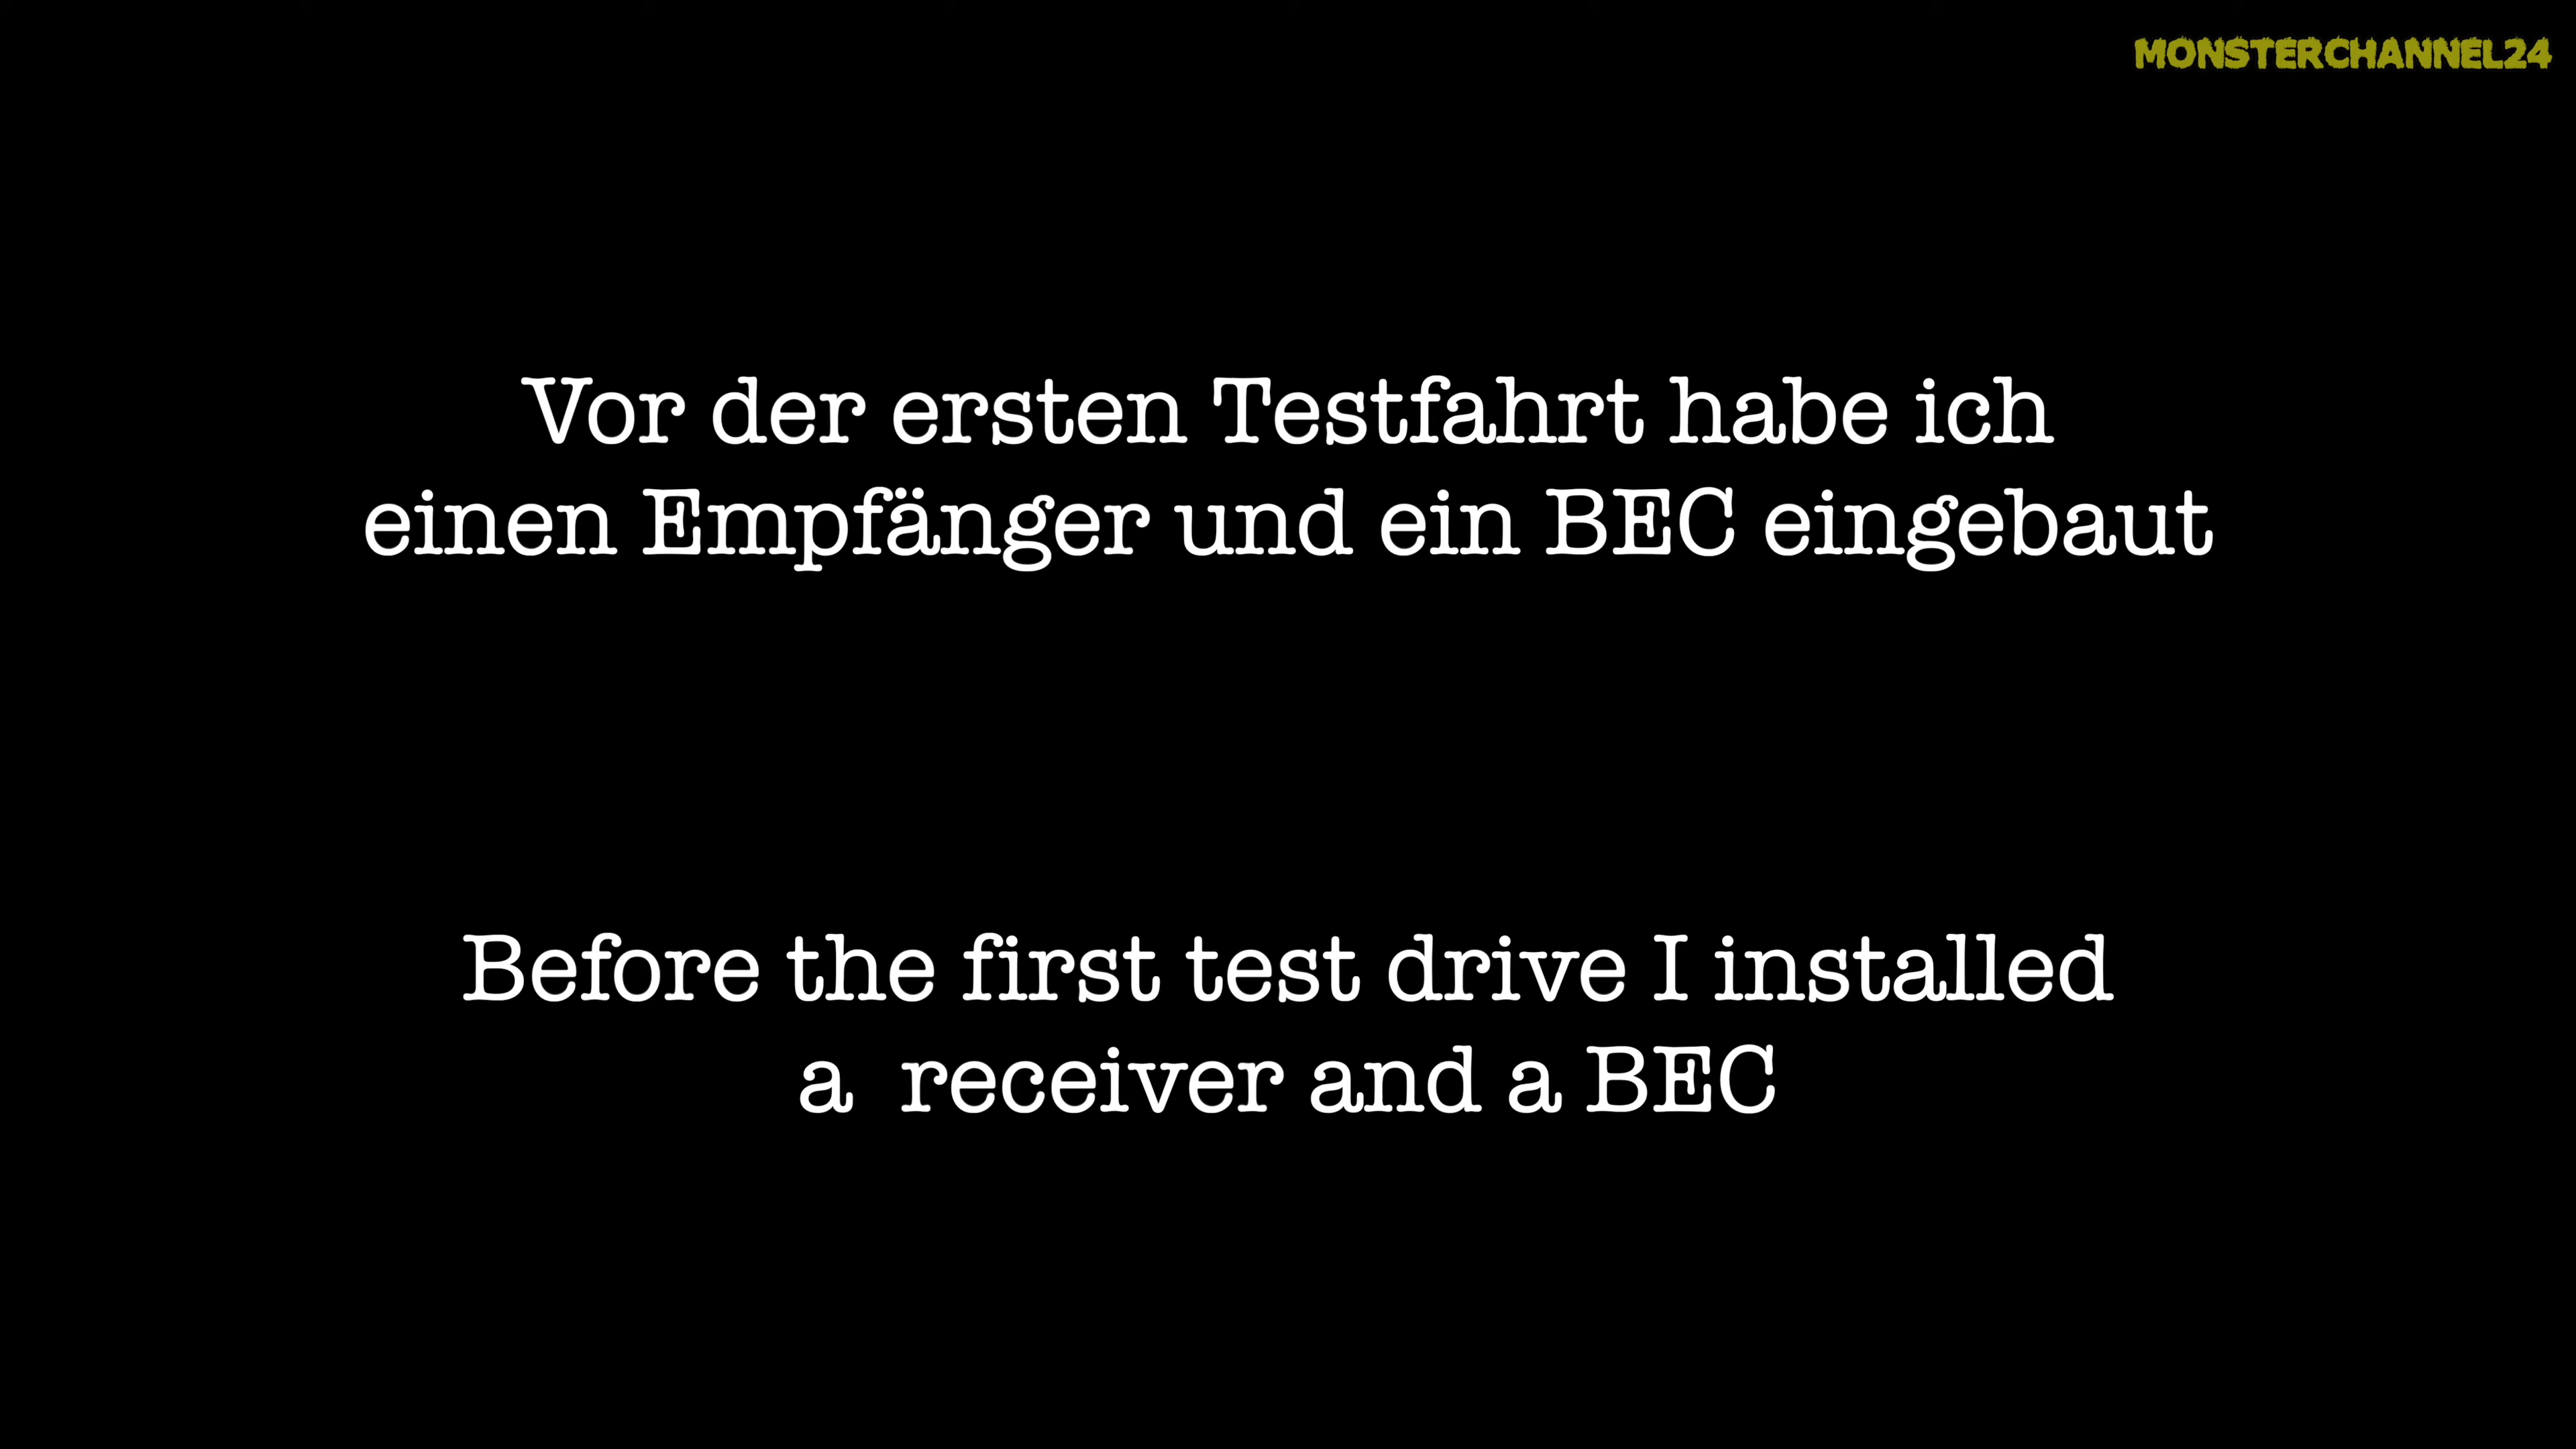 MONSTERCHANNEL24
Vor der ersten Testfahrt habe ich
einen Empfänger und ein BEC eingebaut
Before the first test drive I installed
a  receiver and a BEC